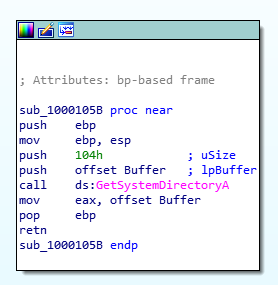 ; Attributes: bp-based frame
sub_1000105B proc near
push    ebp
mov     ebp, esp
push    104h            ; uSize
push    offset Buffer   ; lpBuffer
call    ds:GetSystemDirectoryA
mov     eax, offset Buffer
pop     ebp
retn
sub_1000105B endp